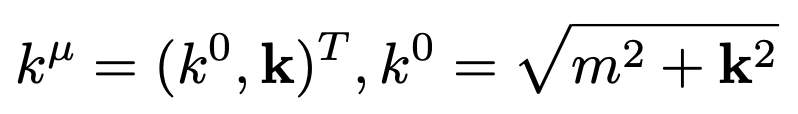 k^μ = (k^0, **k**)^T, k^0 = √(m^2 + **k**^2)